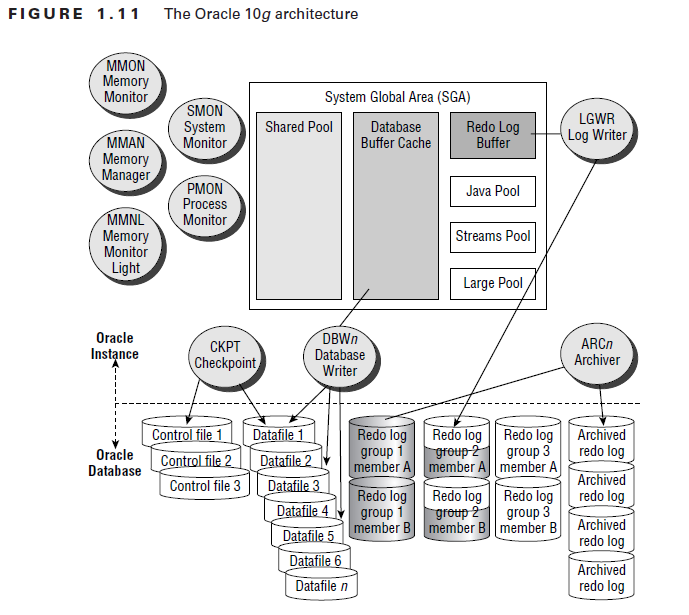 FIGURE 1.11 The Oracle 10g architecture
MMON
Memory
Monitor
SMON
System
Monitor
MMAN
Memory
Manager
PMON
Process
Monitor
MMNL
Memory
Monitor
Light
System Global Area (SGA)
Shared Pool
Database
Buffer Cache
Redo Log
Buffer
Java Pool
Streams Pool
Large Pool
LGWR
Log Writer
Oracle
Instance
CKPT
Checkpoint
DBWn
Database
Writer
ARCn
Archiver
Oracle
Database
Control file 1
Control file 2
Control file 3
Datafile 1
Datafile 2
Datafile 3
Datafile 4
Datafile 5
Datafile 6
Datafile n
Redo log
group 1
member A
Redo log
group 1
member B
Redo log
group 2
member A
Redo log
group 2
member B
Redo log
group 3
member A
Redo log
group 3
member B
Archived
redo log
Archived
redo log
Archived
redo log
Archived
redo log